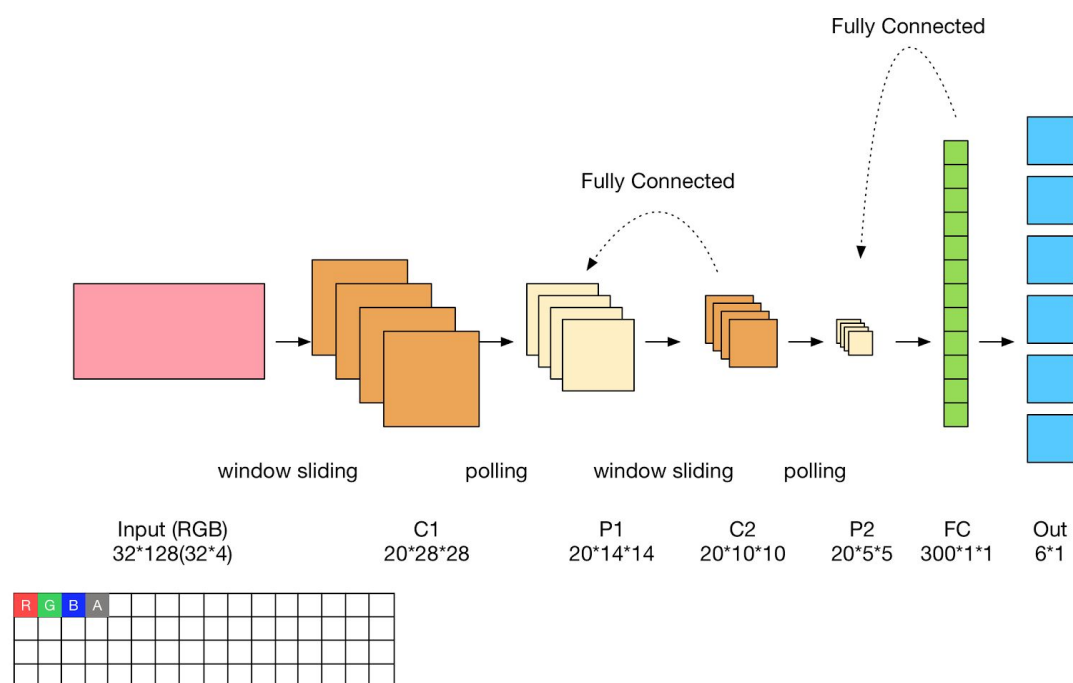 Fully Connected
Fully Connected
window sliding
polling
window sliding
polling
Input (RGB)
32*128(32*4)
C1
20*28*28
P1
20*14*14
C2
20*10*10
P2
20*5*5
FC
300*1*1
Out
6*1
R G B A